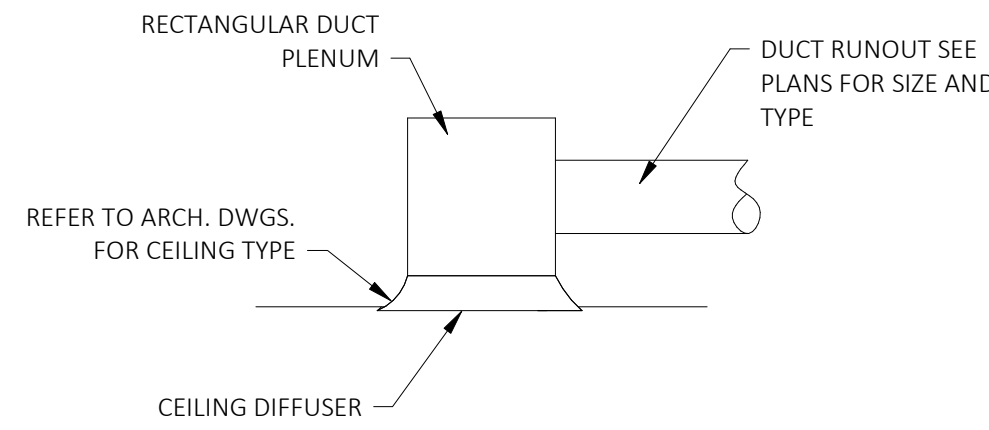 RECTANGULAR DUCT
PLENUM
DUCT RUNOUT SEE
PLANS FOR SIZE AND
TYPE
REFER TO ARCH. DWGS.
FOR CEILING TYPE
CEILING DIFFUSER